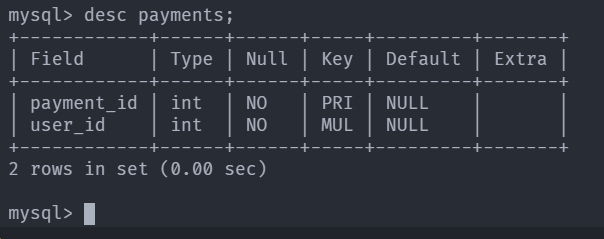 mysql> desc payments;
+------------+------+------+-----+---------+-------+
| Field      | Type | Null | Key | Default | Extra |
+------------+------+------+-----+---------+-------+
| payment_id | int  | NO   | PRI | NULL    |       |
| user_id    | int  | NO   | MUL | NULL    |       |
+------------+------+------+-----+---------+-------+
2 rows in set (0.00 sec)
mysql>